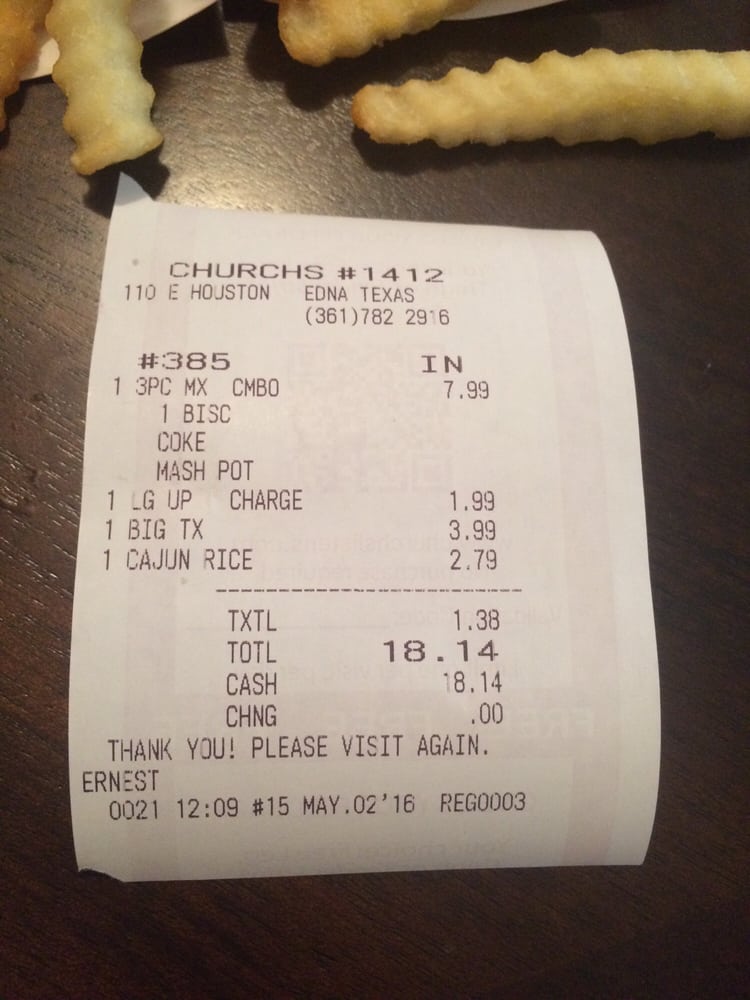 CHURCHS #1412
110 E HOUSTON EDNA TEXAS
(361)782 2916
#385 IN
1 3PC MX CMBO 7.99
1 BISC
COKE
MASH POT
1 LG UP CHARGE 1.99
1 BIG TX 3.99
1 CAJUN RICE 2.79
--------------------------------
TXTL 1.38
TOTL 18.14
CASH 18.14
CHNG .00
THANK YOU! PLEASE VISIT AGAIN.
ERNEST
0021 12:09 #15 MAY.02'16 REG0003